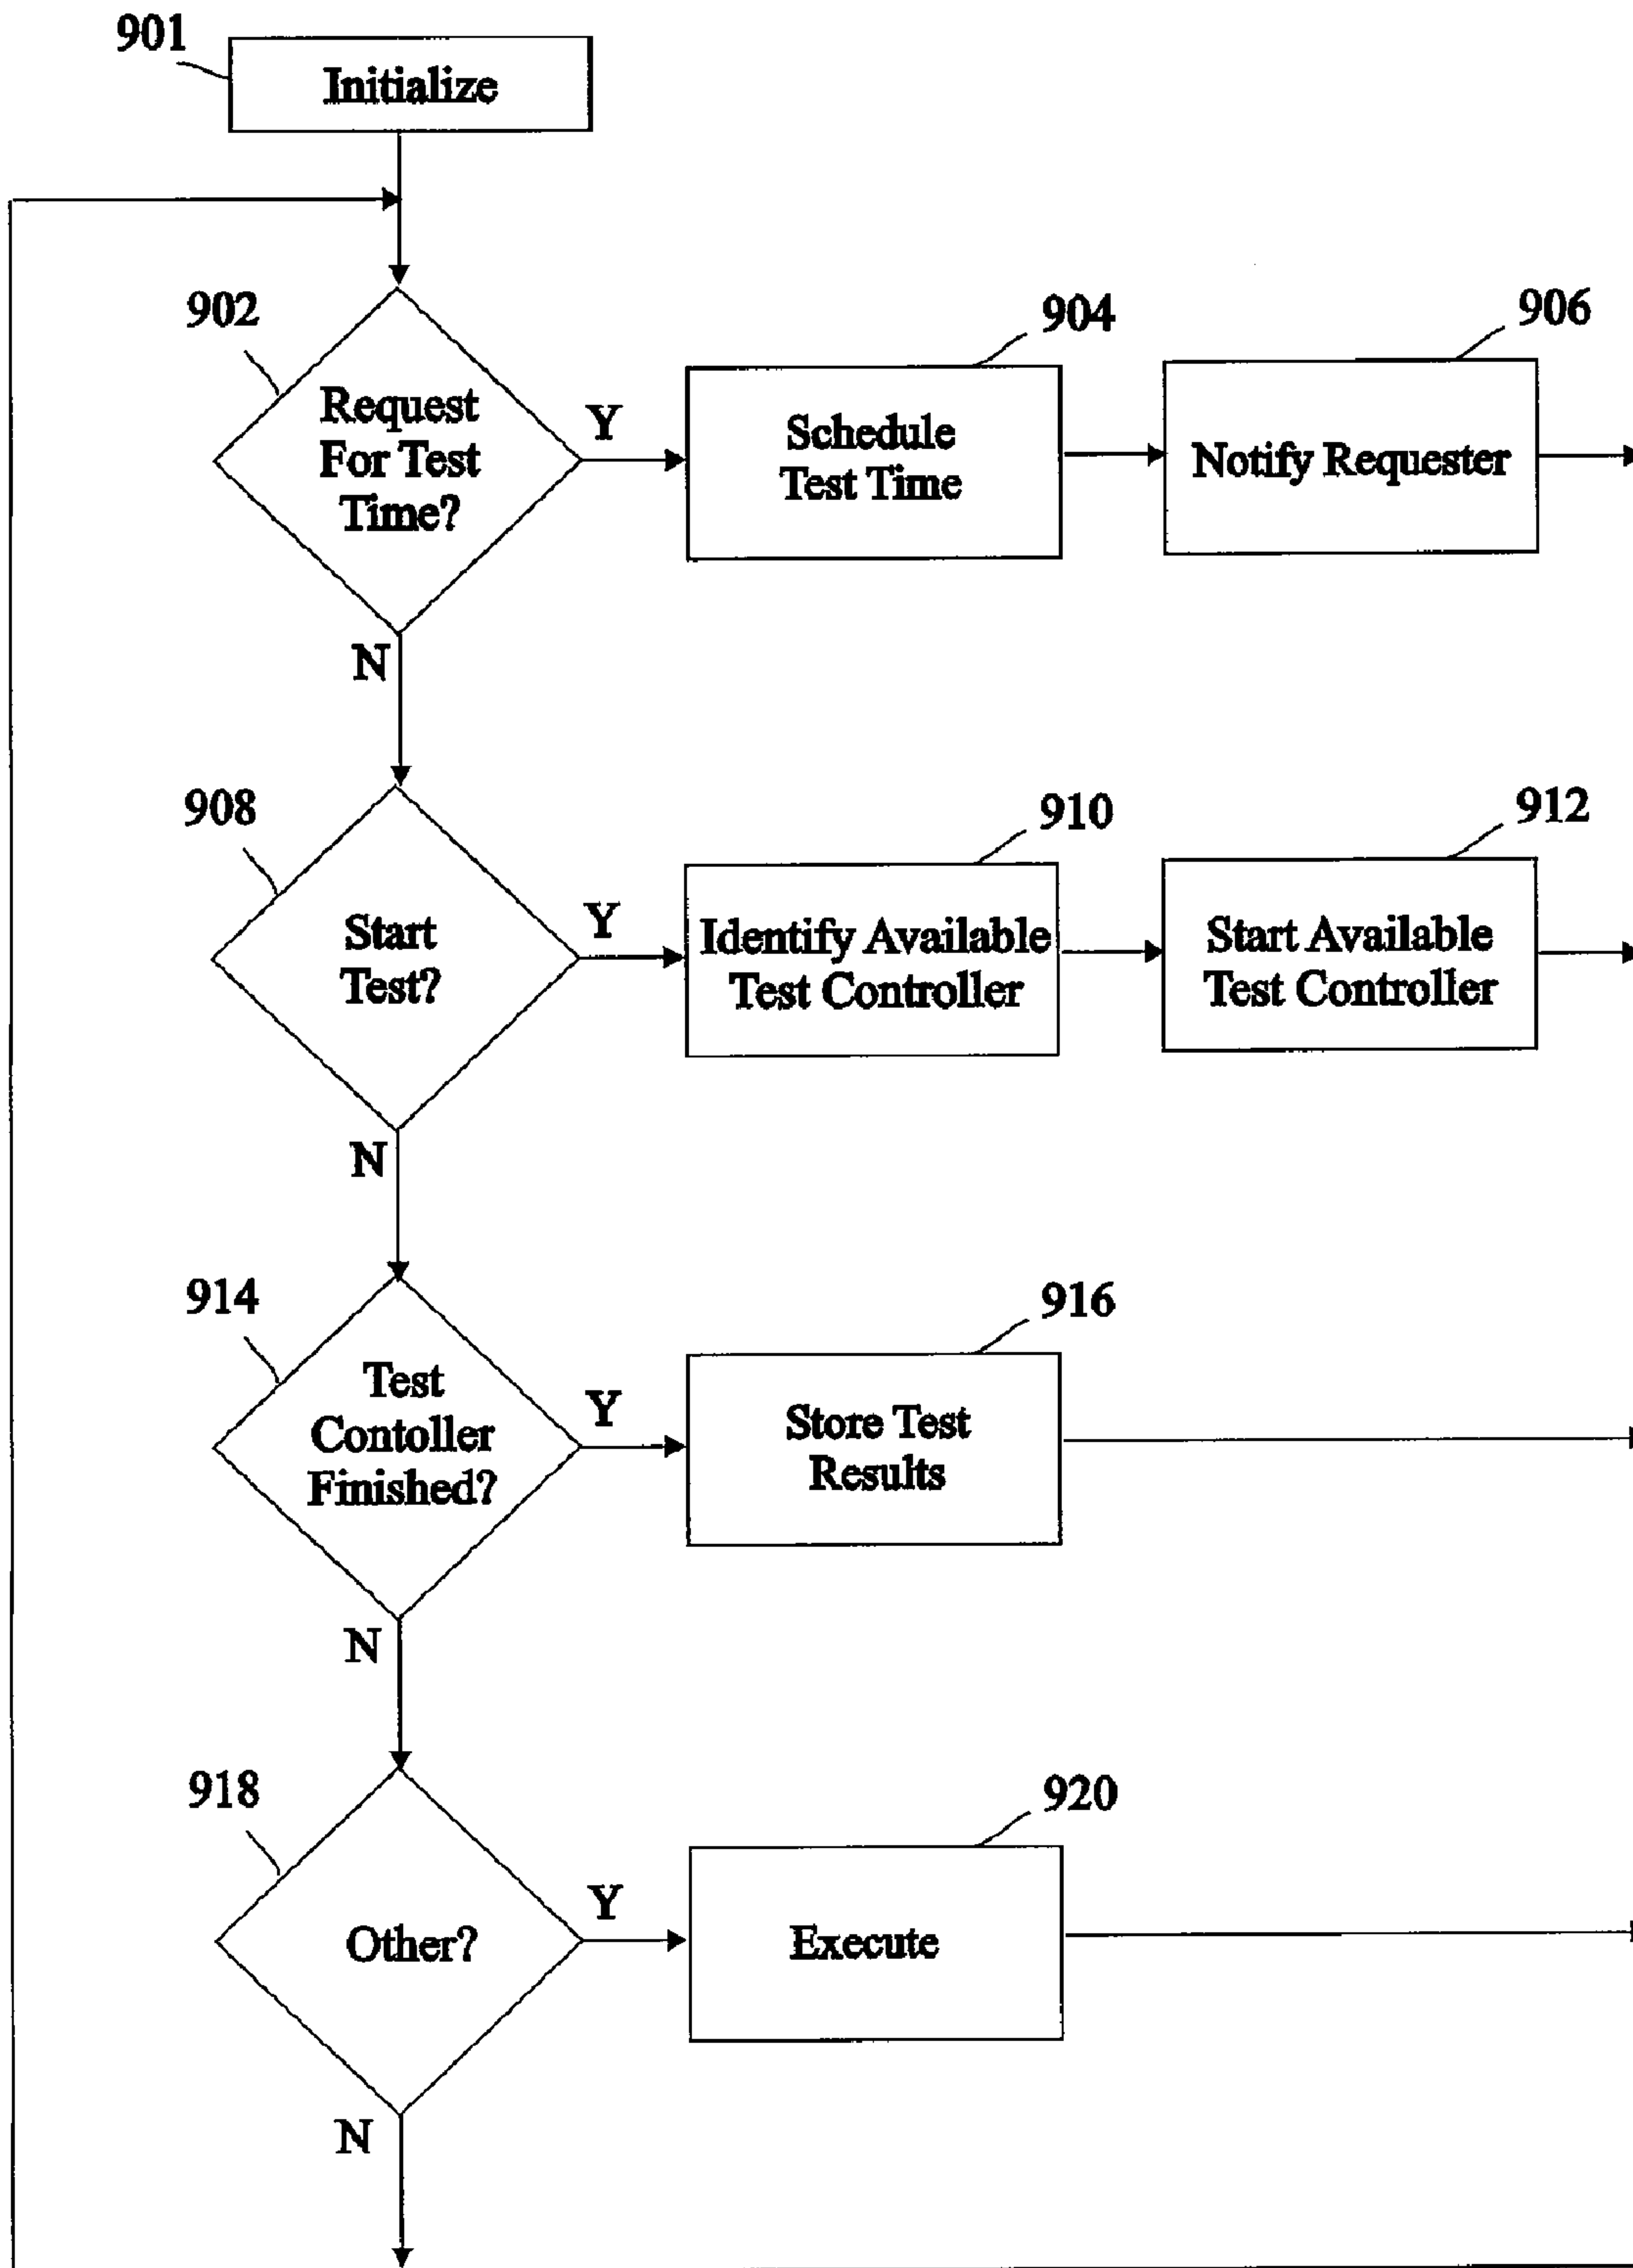 901
Initialize
902
Request
For Test
Time?
Y
904
Schedule
Test Time
906
Notify Requester
N
908
Start
Test?
Y
910
Identify Available
Test Controller
912
Start Available
Test Controller
N
914
Test
Contoller
Finished?
Y
916
Store Test
Results
N
918
Other?
Y
920
Execute
N